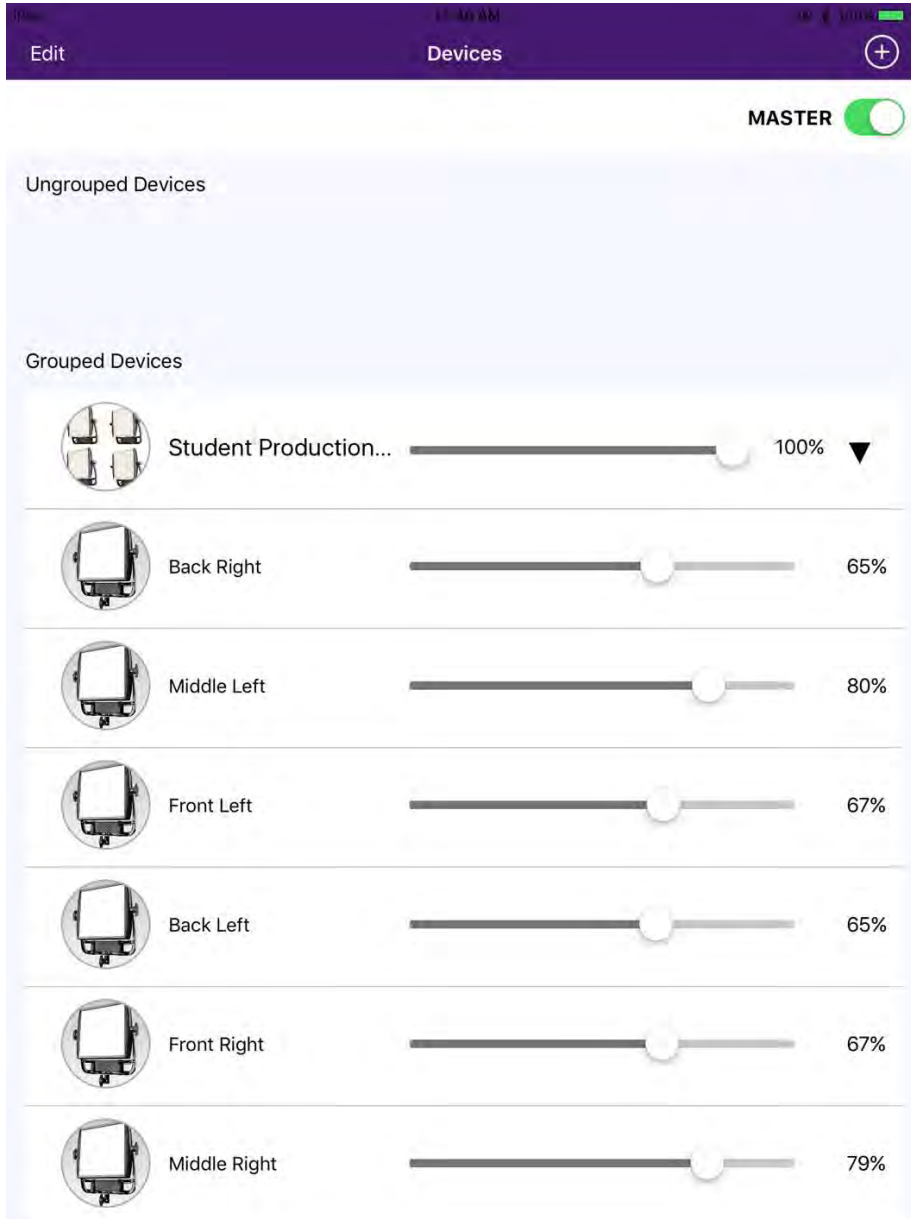 Edit Devices
MASTER
Ungrouped Devices
Grouped Devices
Student Production... 100% ▼
Back Right 65%
Middle Left 80%
Front Left 67%
Back Left 65%
Front Right 67%
Middle Right 79%